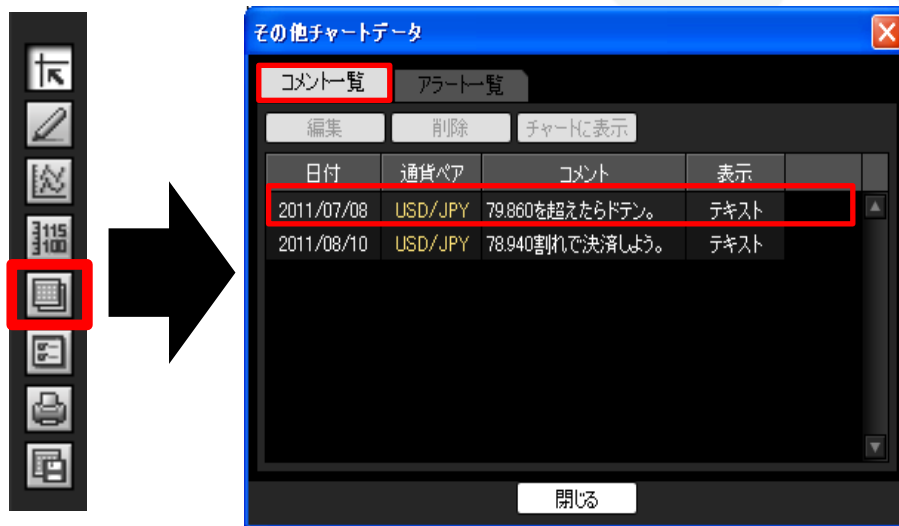 115
100
その他チャートデータ
コメント一覧 アラート一覧
編集 削除 チャートに表示
日付 通貨ペア コメント 表示
2011/07/08 USD/JPY 79.860を超えたらドテン。 テキスト
2011/08/10 USD/JPY 78.940割れで決済しよう。 テキスト
閉じる